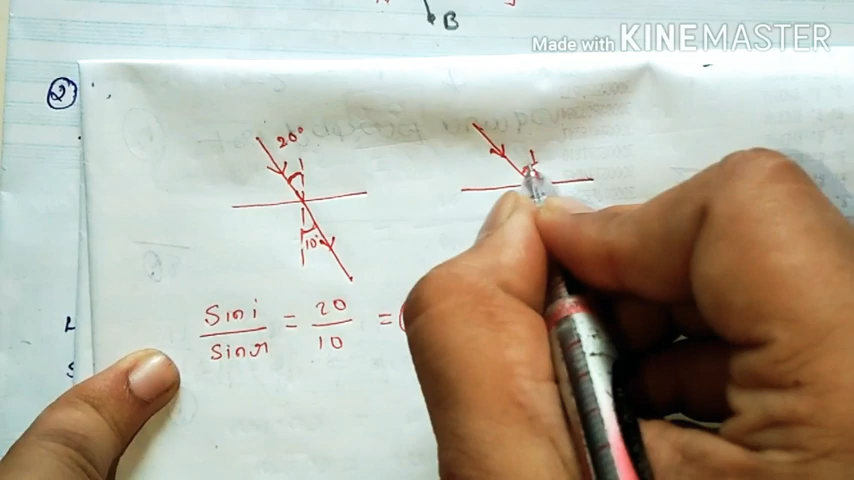 B
Made with KINEMASTER
2
20°
10°
Sin i / Sin r = 20 / 10 =